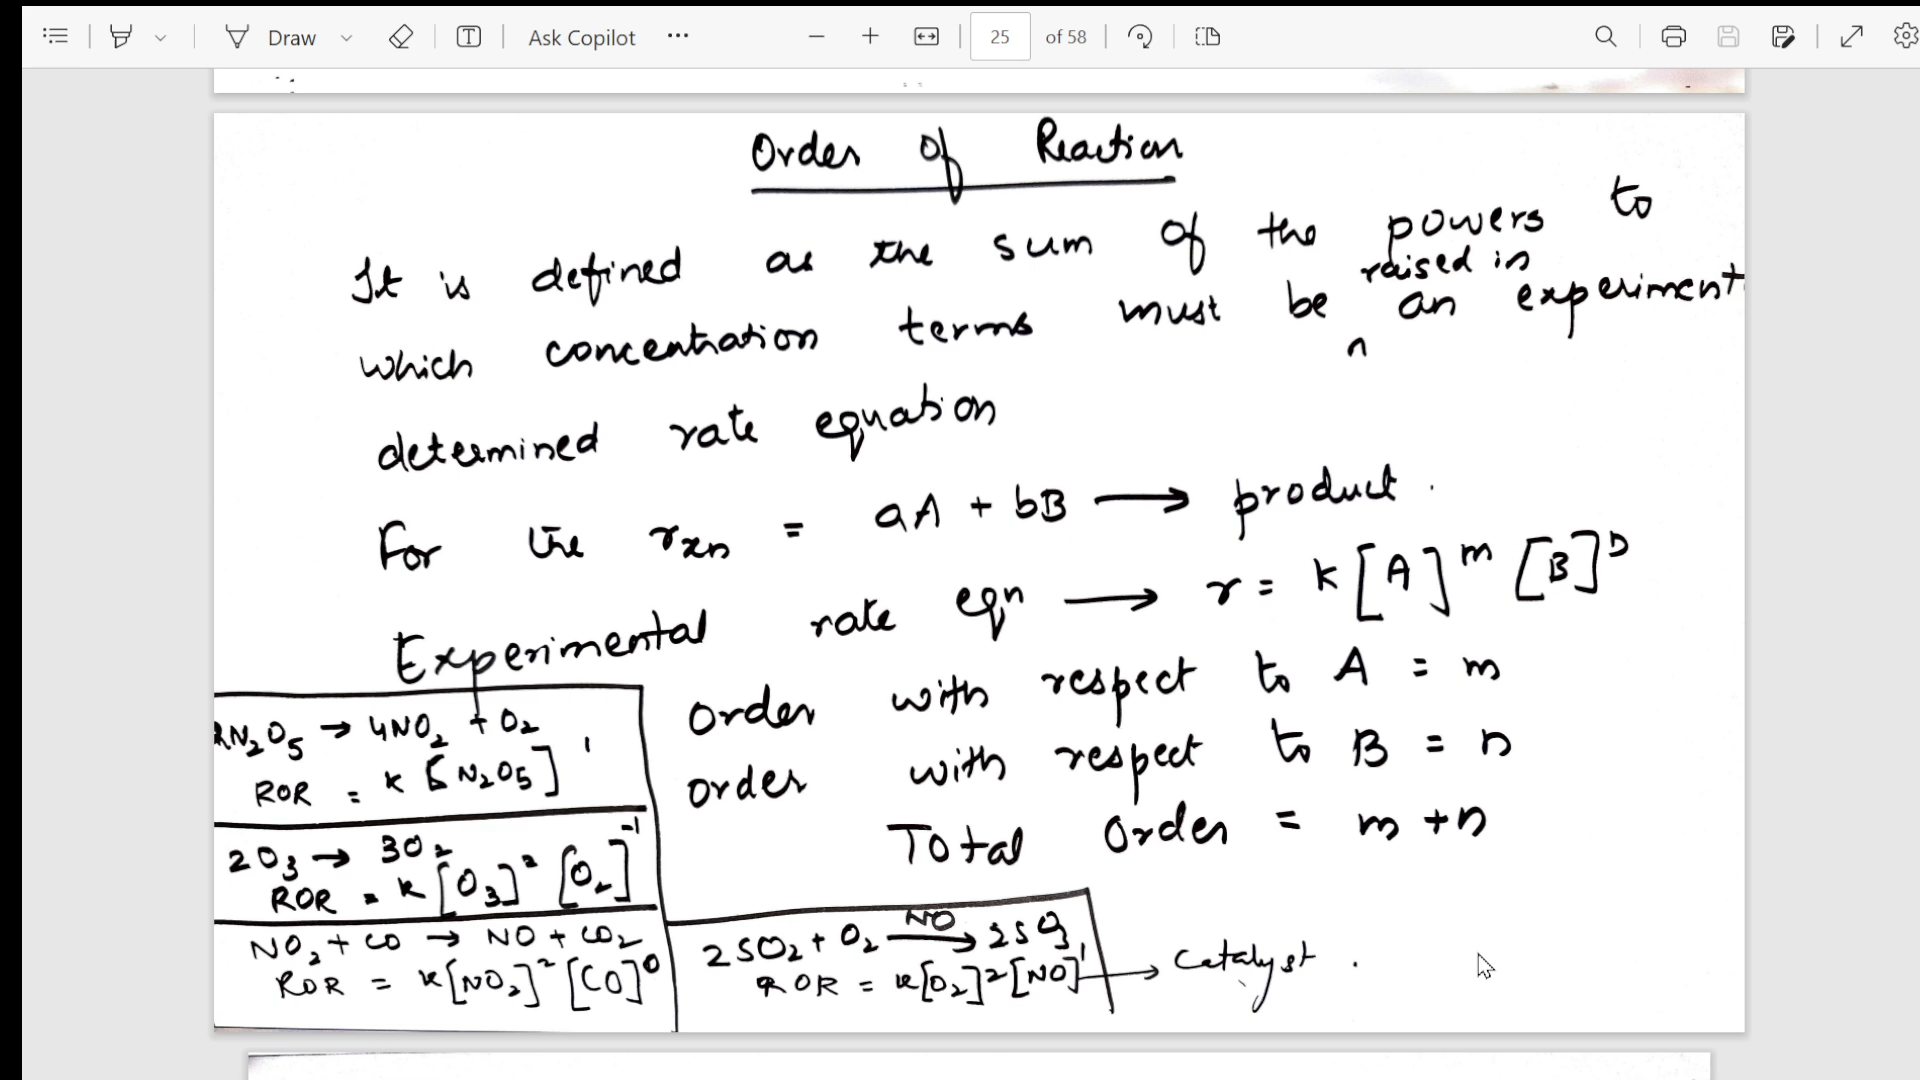 Draw Ask Copilot ... 25 of 58
Order of Reaction
It is defined as the sum of the powers to
which concentration terms must be raised in an experiment
determined rate equation
For the rxn = aA + bB → product.
Experimental rate eqn → r = k[A]^m [B]^n
order with respect to A = m
order with respect to B = n
Total Order = m+n
2N₂O₅ → 4NO₂ + O₂
ROR = k[N₂O₅]¹
2O₃ → 3O₂
ROR = k[O₃]² [O₂]⁻¹
NO₂ + CO → NO + CO₂
ROR = k[NO₂]² [CO]⁰
2SO₂ + O₂ NO → 2SO₃
ROR = k[O₂]² [NO]¹ → Catalyst.